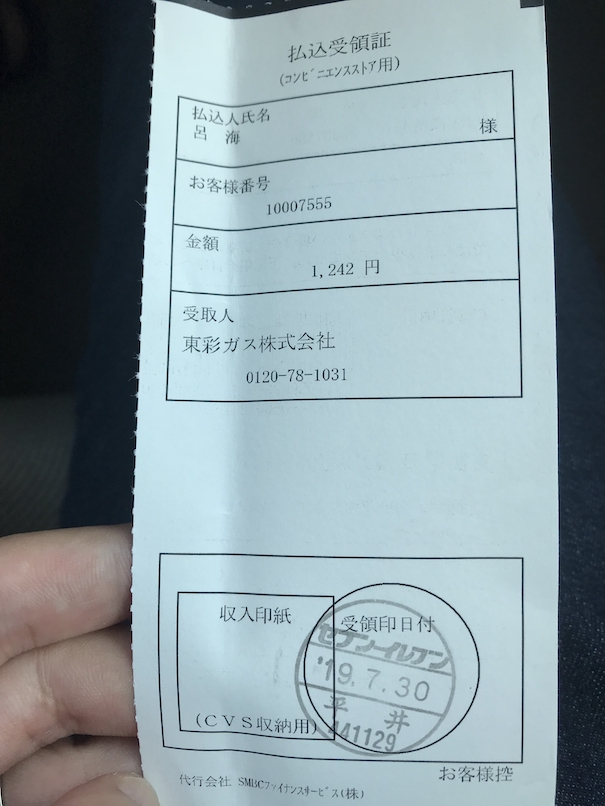 払込受領証
(コンビニエンスストア用)
払込人氏名
呂　海　様
お客様番号
10007555
金額
1,242 円
受取人
東彩ガス株式会社
0120-78-1031
収入印紙
(CVS収納用)
受領印日付
セブン-イレブン
'19.7.30
平 井
441129
代行会社 SMBCファイナンスサービス(株)
お客様控